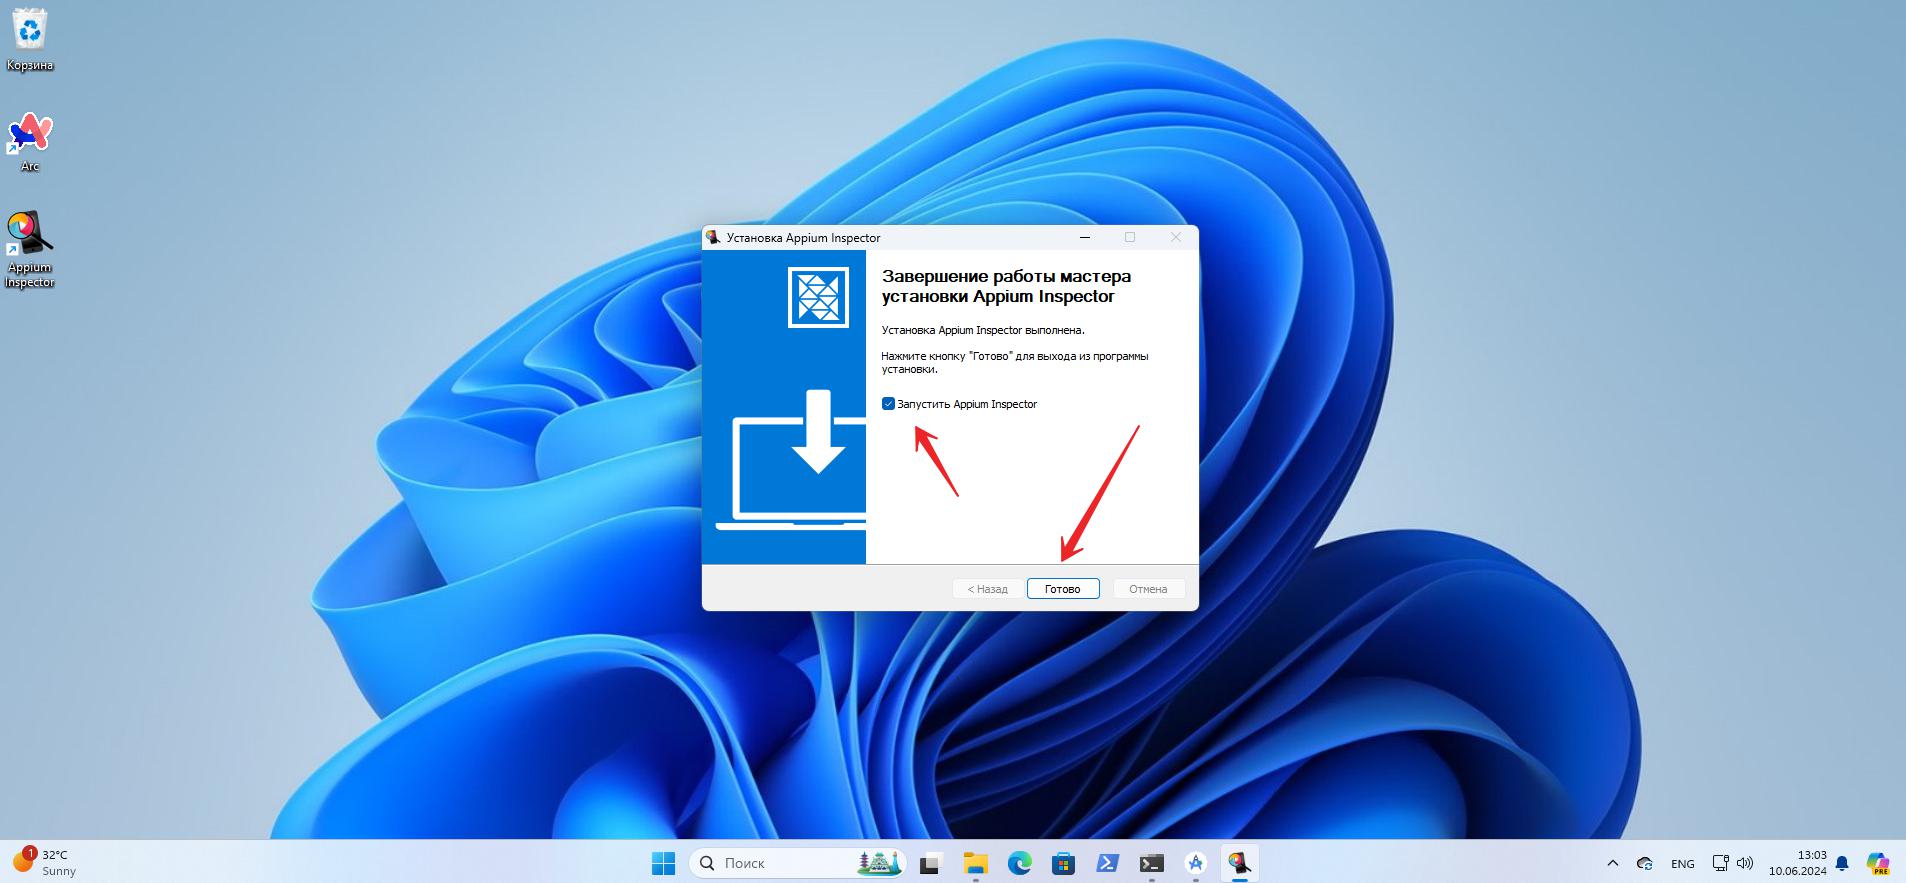 Корзина
Arc
Appium
Inspector
Установка Appium Inspector
Завершение работы мастера
установки Appium Inspector
Установка Appium Inspector выполнена.
Нажмите кнопку "Готово" для выхода из программы
установки.
Запустить Appium Inspector
< Назад
Готово
Отмена
1
32°C
Sunny
Поиск
ENG
13:03
10.06.2024
PRE